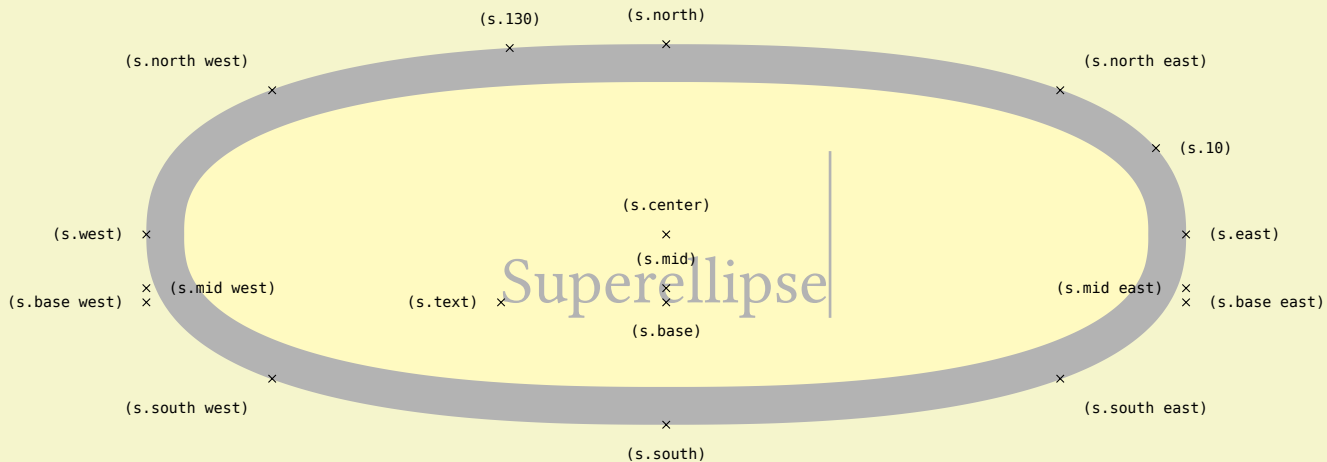 (s.north)
(s.130)
(s.north west)
(s.north east)
(s.10)
(s.center)
(s.west)
(s.east)
(s.mid)
Superellipse
(s.mid west)
(s.mid east)
(s.base west)
(s.text)
(s.base east)
(s.base)
(s.south west)
(s.south east)
(s.south)